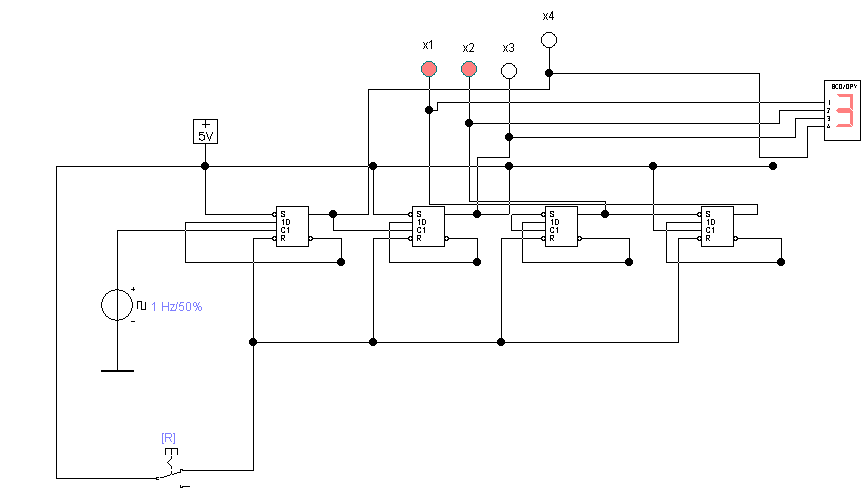 x4
x1
x2
x3
BCD/DPY
1
2
3
4
3
+
5V
S
1D
C1
R
S
1D
C1
R
S
1D
C1
R
S
1D
C1
R
+
1 Hz/50%
-
[R]